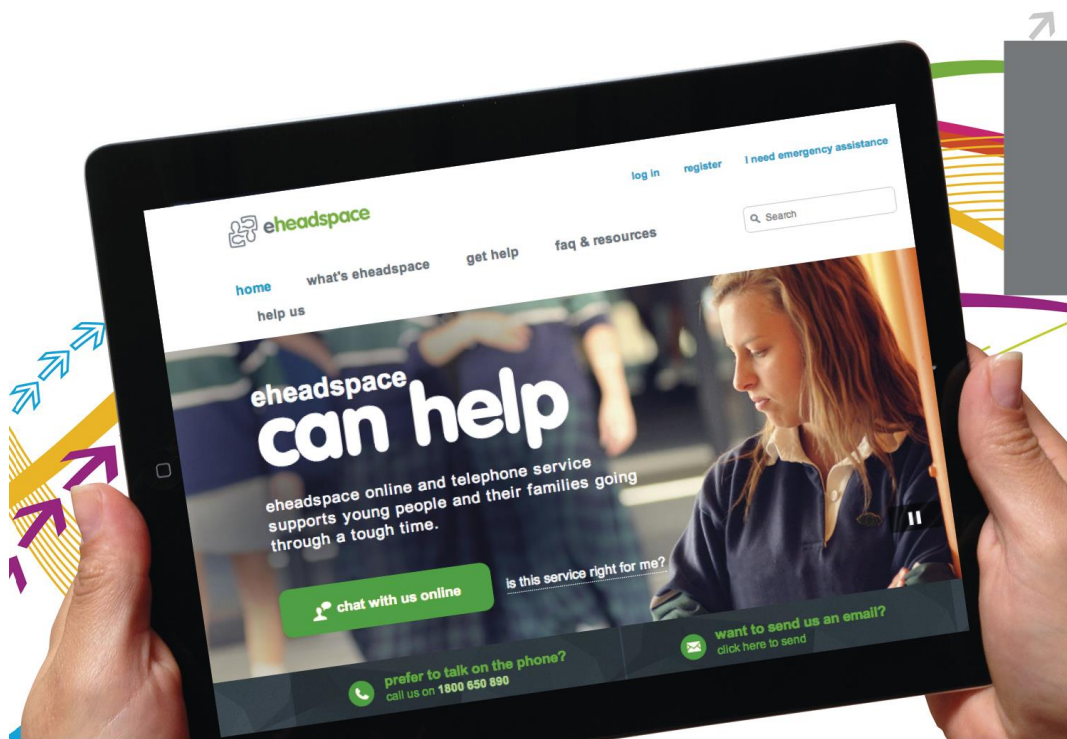 eheadspace
log in register I need emergency assistance
Search
home what's eheadspace get help faq & resources
help us
eheadspace
can help
eheadspace online and telephone service
supports young people and their families going
through a tough time.
chat with us online
is this service right for me?
prefer to talk on the phone?
call us on 1800 650 890
want to send us an email?
click here to send